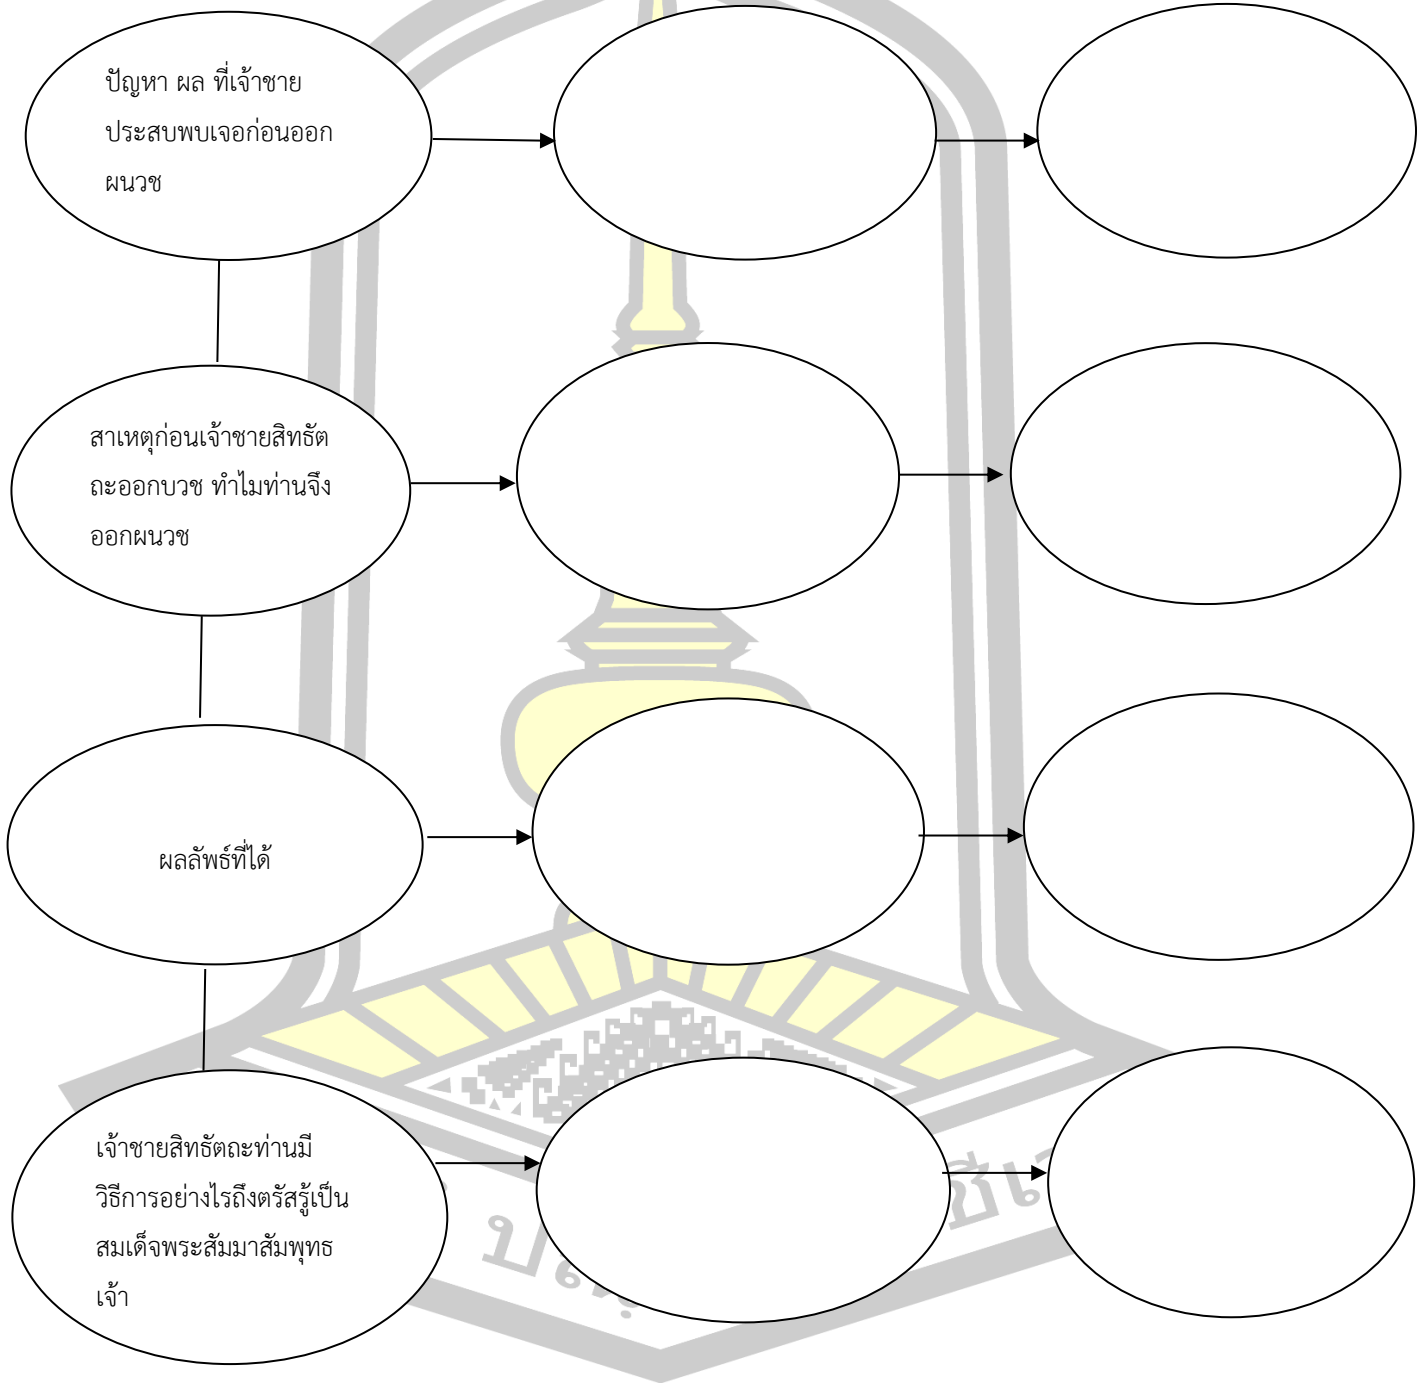 ปัญหา ผล ที่เจ้าชาย
ประสบพบเจอก่อนออก
ผนวช
สาเหตุก่อนเจ้าชายสิทธัต
ถะออกบวช ทำไมท่านจึง
ออกผนวช
ผลลัพธ์ที่ได้
เจ้าชายสิทธัตถะท่านมี
วิธีการอย่างไรถึงตรัสรู้เป็น
สมเด็จพระสัมมาสัมพุทธ
เจ้า